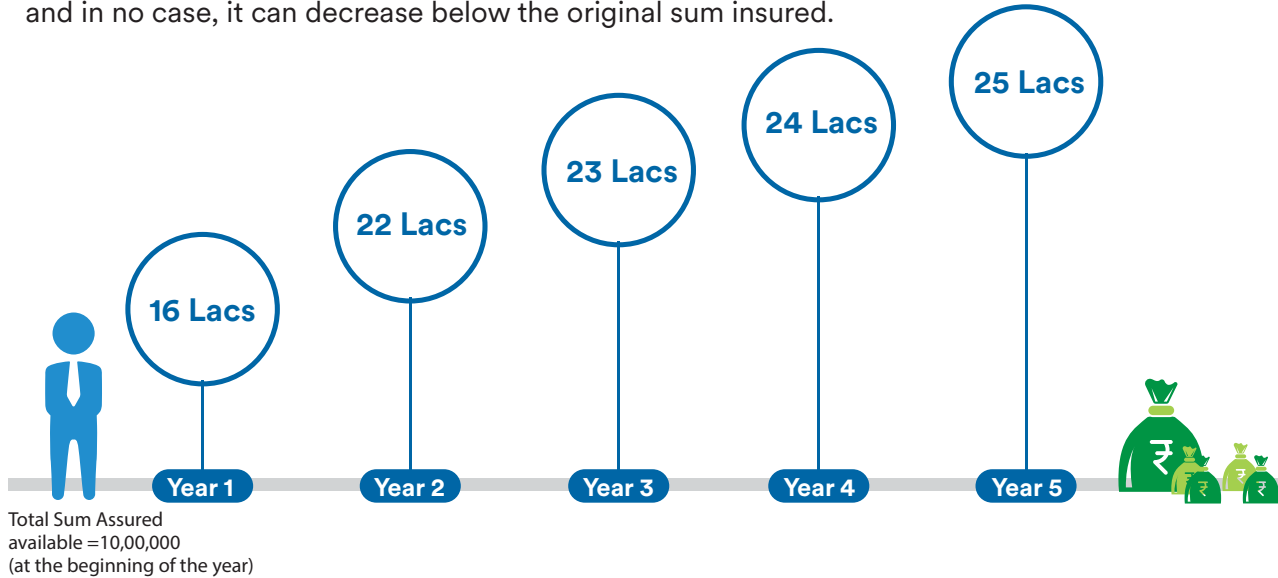 and in no case, it can decrease below the original sum insured.
16 Lacs
22 Lacs
23 Lacs
24 Lacs
25 Lacs
Year 1
Year 2
Year 3
Year 4
Year 5
₹
₹
₹
₹
₹
Total Sum Assured
available =10,00,000
(at the beginning of the year)